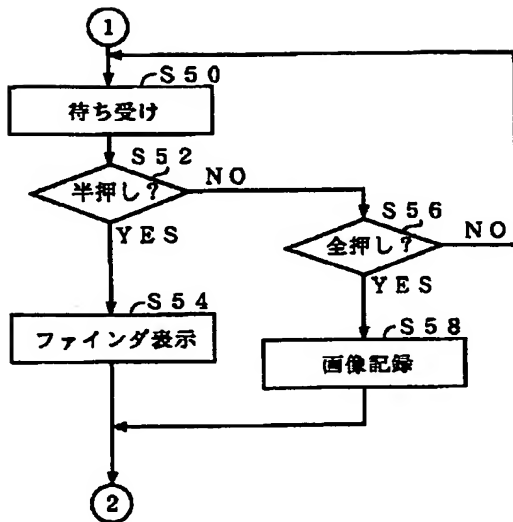 1
S50
待ち受け
S52
半押し?
NO
YES
S56
全押し?
NO
YES
S54
ファインダ表示
S58
画像記録
2